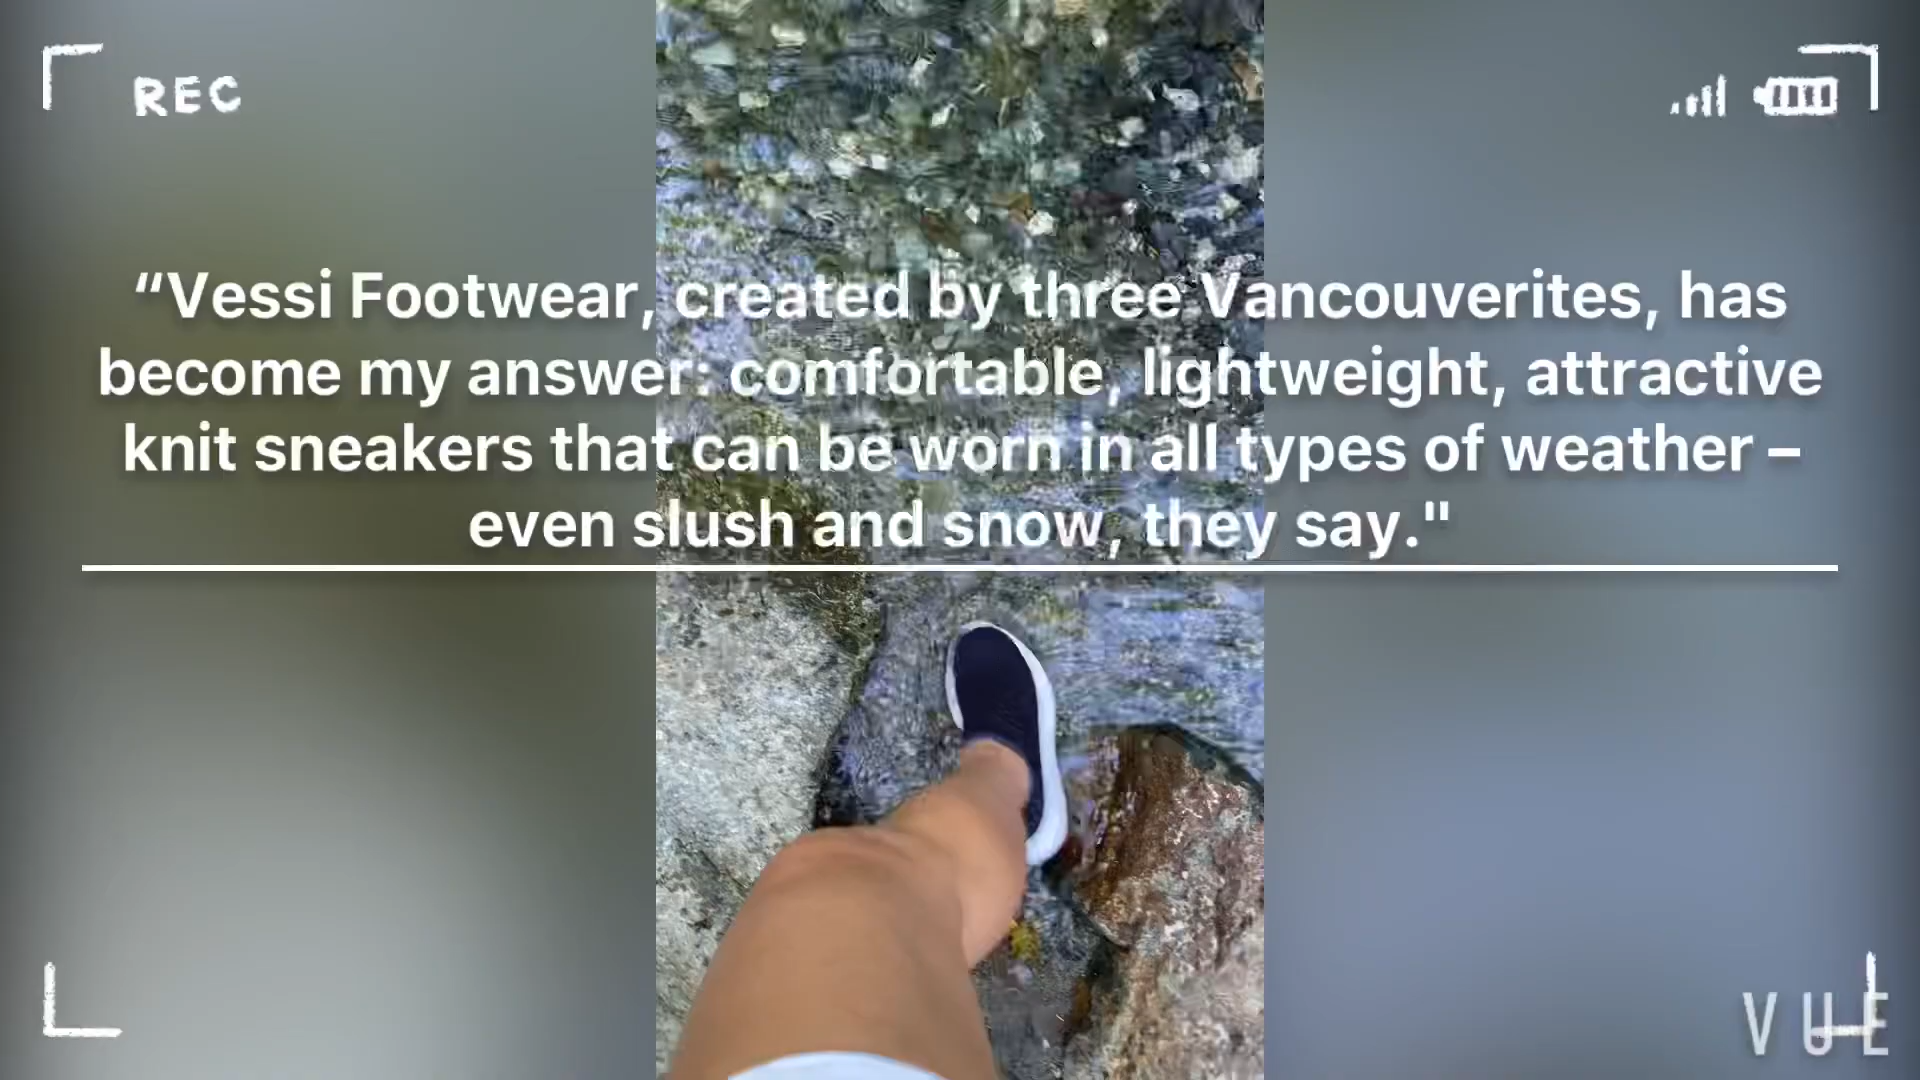 REC
“Vessi Footwear, created by three Vancouverites, has
become my answer: comfortable, lightweight, attractive
knit sneakers that can be worn in all types of weather –
even slush and snow, they say."
VUE